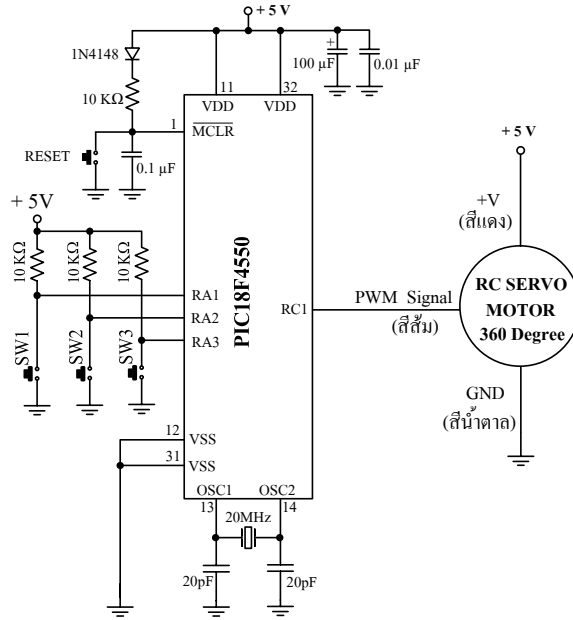 + 5 V
1N4148
10 KΩ
100 µF
+
0.01 µF
11
32
VDD
VDD
1
MCLR
RESET
0.1 µF
+ 5V
10 KΩ
10 KΩ
10 KΩ
RA1
RA2
RA3
SW1
SW2
SW3
PIC18F4550
RC1
PWM Signal
(สีส้ม)
+ 5 V
+V
(สีแดง)
RC SERVO
MOTOR
360 Degree
GND
(สีน้ำตาล)
12
VSS
31
VSS
OSC1
OSC2
13
14
20MHz
20pF
20pF